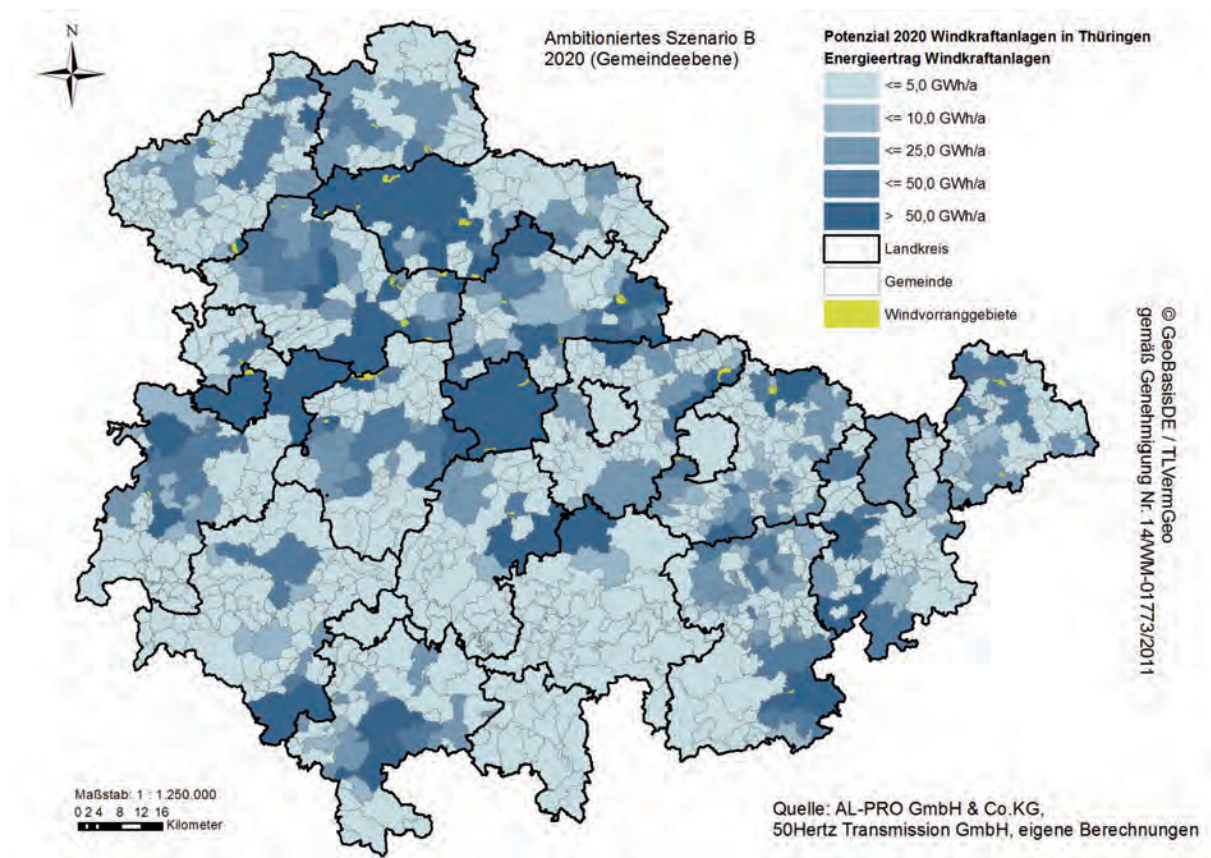 N
Ambitioniertes Szenario B
2020 (Gemeindeebene)
Potenzial 2020 Windkraftanlagen in Thüringen
Energieertrag Windkraftanlagen
<= 5,0 GWh/a
<= 10,0 GWh/a
<= 25,0 GWh/a
<= 50,0 GWh/a
> 50,0 GWh/a
Landkreis
Gemeinde
Windvorranggebiete
© GeoBasisDE / TLVermGeo
gemäß Genehmigung Nr. 14/WM-01773/2011
Maßstab: 1 : 1.250.000
0 2 4 8 12 16
Kilometer
Quelle: AL-PRO GmbH & Co.KG,
50Hertz Transmission GmbH, eigene Berechnungen